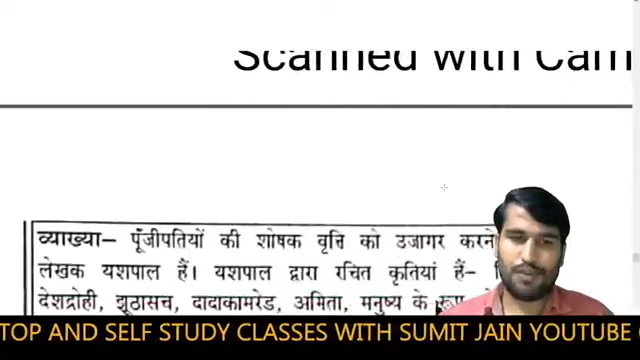 Scanned with Cam
व्याख्या– पूँजीपतियों की शोषक वृत्ति को उजागर करने
लेखक यशपाल हैं। यशपाल द्वारा रचित कृतियां हैं–
देशद्रोही, झूठासच, दादाकामरेड, अमिता, मनुष्य के रूप
TOP AND SELF STUDY CLASSES WITH SUMIT JAIN YOUTUBE